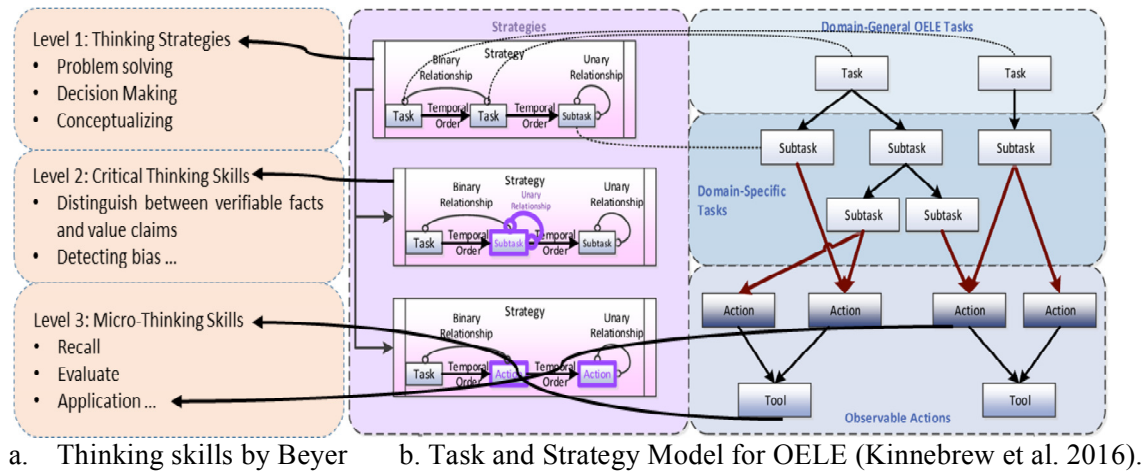 Level 1: Thinking Strategies
• Problem solving
• Decision Making
• Conceptualizing
Level 2: Critical Thinking Skills
• Distinguish between verifiable facts
and value claims
• Detecting bias ...
Level 3: Micro-Thinking Skills
• Recall
• Evaluate
• Application ...
Strategies
Binary
Relationship
Strategy
Unary
Relationship
Task
Temporal
Order
Task
Temporal
Order
Subtask
Binary
Relationship
Strategy
Unary
Relationship
Unary
Relationship
Task
Temporal
Order
Subtask
Temporal
Order
Subtask
Binary
Relationship
Strategy
Unary
Relationship
Task
Temporal
Order
Action
Temporal
Order
Action
Domain-General OELE Tasks
Task
Task
Subtask
Subtask
Subtask
Domain-Specific
Tasks
Subtask
Subtask
Action
Action
Action
Action
Tool
Tool
Observable Actions
a. Thinking skills by Beyer
b. Task and Strategy Model for OELE (Kinnebrew et al. 2016).